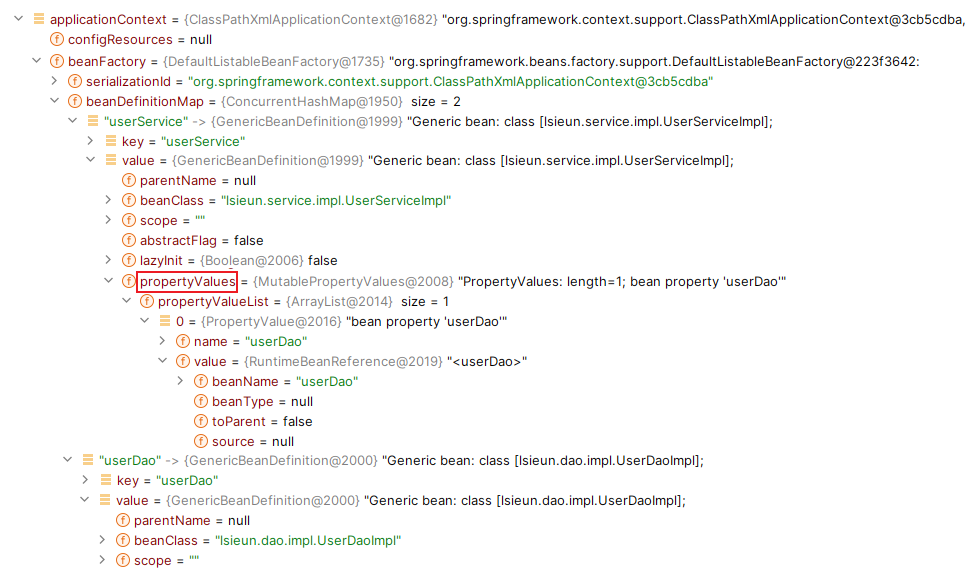 applicationContext = {ClassPathXmlApplicationContext@1682} "org.springframework.context.support.ClassPathXmlApplicationContext@3cb5cdba,
f configResources = null
f beanFactory = {DefaultListableBeanFactory@1735} "org.springframework.beans.factory.support.DefaultListableBeanFactory@223f3642:
f serializationId = "org.springframework.context.support.ClassPathXmlApplicationContext@3cb5cdba"
f beanDefinitionMap = {ConcurrentHashMap@1950} size = 2
"userService" -> {GenericBeanDefinition@1999} "Generic bean: class [lsieun.service.impl.UserServiceImpl];
key = "userService"
value = {GenericBeanDefinition@1999} "Generic bean: class [lsieun.service.impl.UserServiceImpl];
f parentName = null
f beanClass = "lsieun.service.impl.UserServiceImpl"
f scope = ""
f abstractFlag = false
f lazyInit = {Boolean@2006} false
f propertyValues = {MutablePropertyValues@2008} "PropertyValues: length=1; bean property 'userDao'"
f propertyValueList = {ArrayList@2014} size = 1
0 = {PropertyValue@2016} "bean property 'userDao'"
f name = "userDao"
f value = {RuntimeBeanReference@2019} "<userDao>"
f beanName = "userDao"
f beanType = null
f toParent = false
f source = null
"userDao" -> {GenericBeanDefinition@2000} "Generic bean: class [lsieun.dao.impl.UserDaoImpl];
key = "userDao"
value = {GenericBeanDefinition@2000} "Generic bean: class [lsieun.dao.impl.UserDaoImpl];
f parentName = null
f beanClass = "lsieun.dao.impl.UserDaoImpl"
f scope = ""